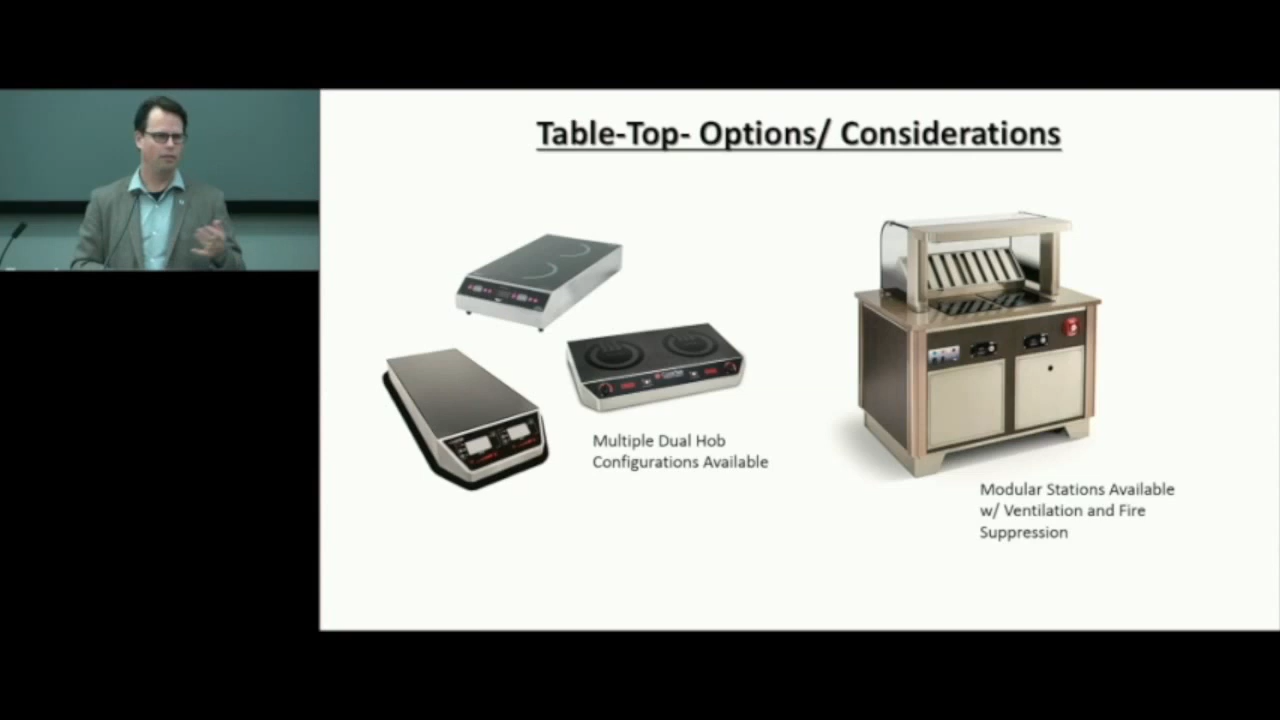 Table-Top- Options/ Considerations
Multiple Dual Hob
Configurations Available
Modular Stations Available
w/ Ventilation and Fire
Suppression